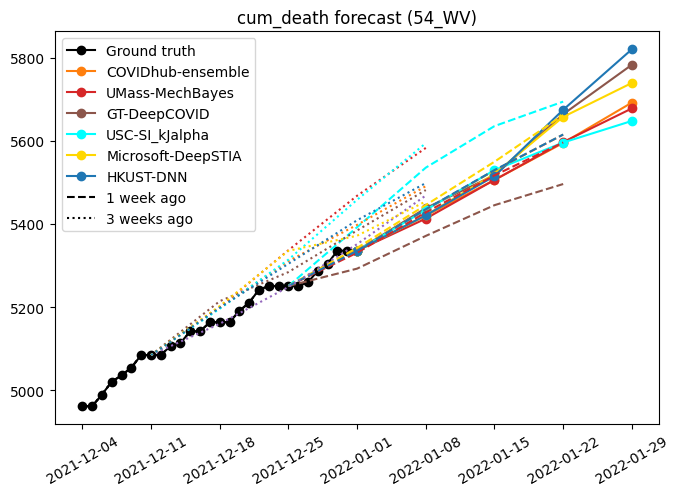 cum_death forecast (54_WV)
Ground truth
COVIDhub-ensemble
UMass-MechBayes
GT-DeepCOVID
USC-SI_kJalpha
Microsoft-DeepSTIA
HKUST-DNN
1 week ago
3 weeks ago
5800
5600
5400
5200
5000
2021-12-04
2021-12-11
2021-12-18
2021-12-25
2022-01-01
2022-01-08
2022-01-15
2022-01-22
2022-01-29